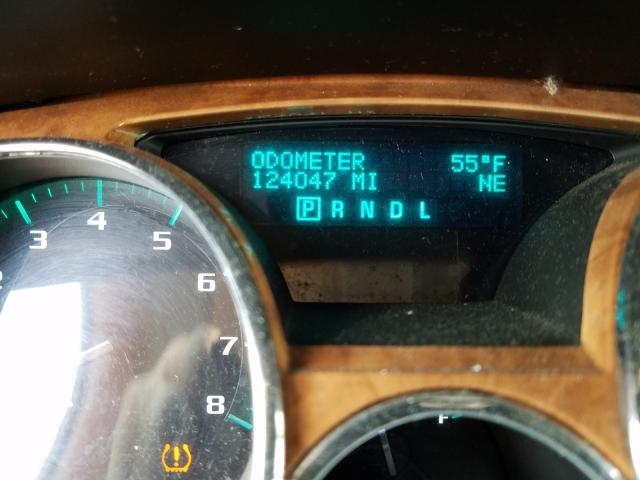 ODOMETER 55°F
124047 MI NE
P R N D L
3 4 5 6 7 8
F